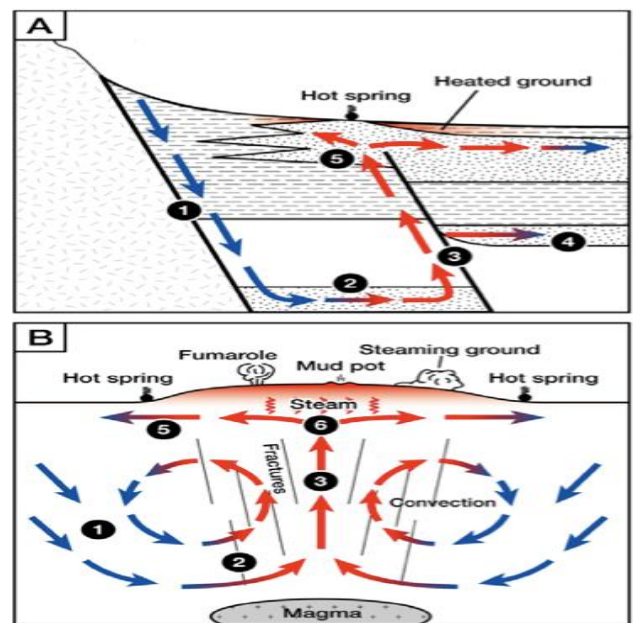 A
Heated ground
Hot spring
5
1
4
3
2
B
Fumarole
Mud pot
Steaming ground
Hot spring
Hot spring
Steam
5
6
Fractures
3
Convection
1
2
Magma